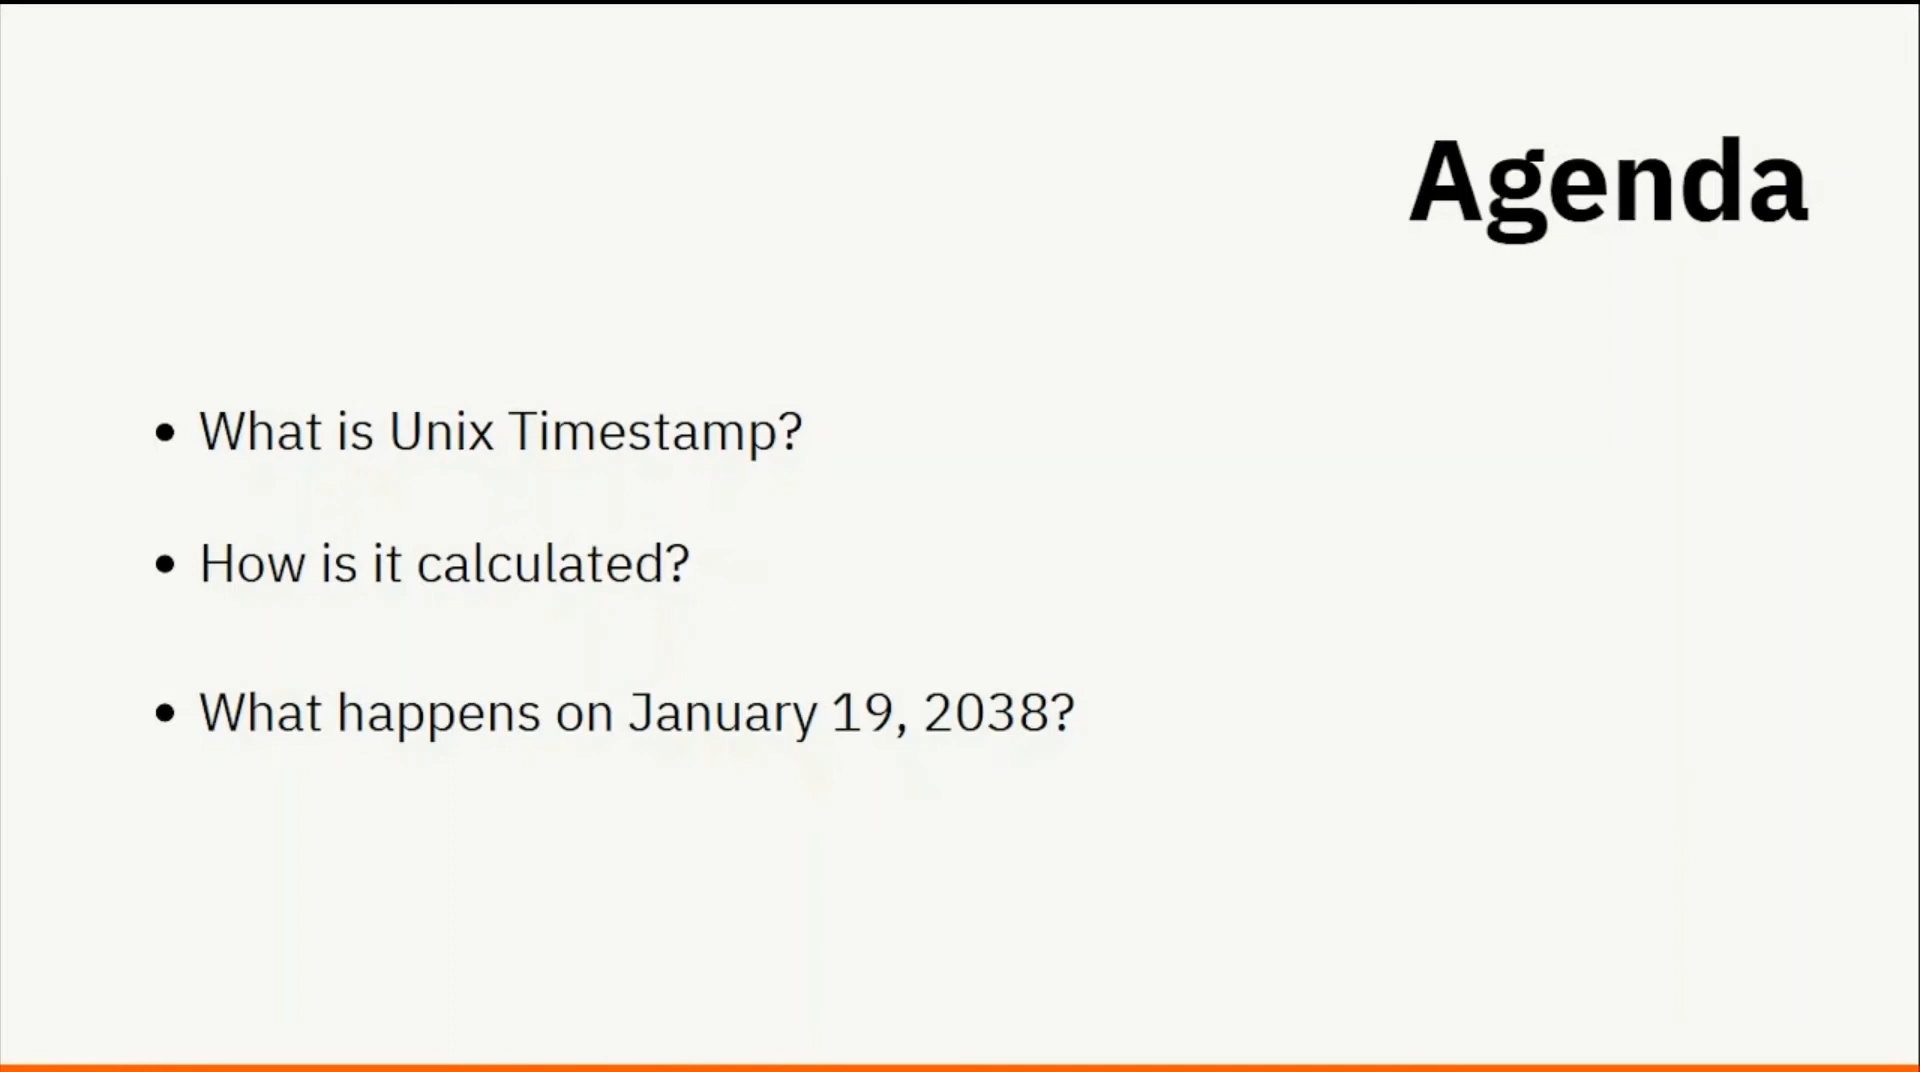 Agenda
• What is Unix Timestamp?
• How is it calculated?
• What happens on January 19, 2038?